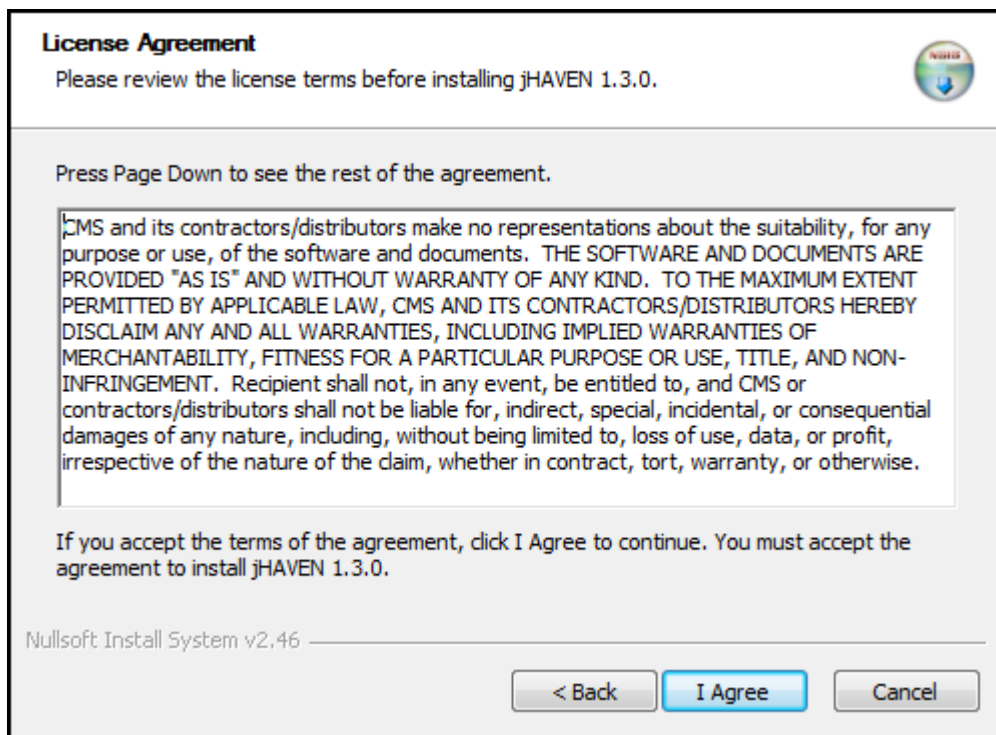 License Agreement
Please review the license terms before installing jHAVEN 1.3.0.
NSIS
Press Page Down to see the rest of the agreement.
CMS and its contractors/distributors make no representations about the suitability, for any
purpose or use, of the software and documents.  THE SOFTWARE AND DOCUMENTS ARE
PROVIDED "AS IS" AND WITHOUT WARRANTY OF ANY KIND.  TO THE MAXIMUM EXTENT
PERMITTED BY APPLICABLE LAW, CMS AND ITS CONTRACTORS/DISTRIBUTORS HEREBY
DISCLAIM ANY AND ALL WARRANTIES, INCLUDING IMPLIED WARRANTIES OF
MERCHANTABILITY, FITNESS FOR A PARTICULAR PURPOSE OR USE, TITLE, AND NON-
INFRINGEMENT.  Recipient shall not, in any event, be entitled to, and CMS or
contractors/distributors shall not be liable for, indirect, special, incidental, or consequential
damages of any nature, including, without being limited to, loss of use, data, or profit,
irrespective of the nature of the claim, whether in contract, tort, warranty, or otherwise.
If you accept the terms of the agreement, click I Agree to continue. You must accept the
agreement to install jHAVEN 1.3.0.
Nullsoft Install System v2.46
< Back
I Agree
Cancel